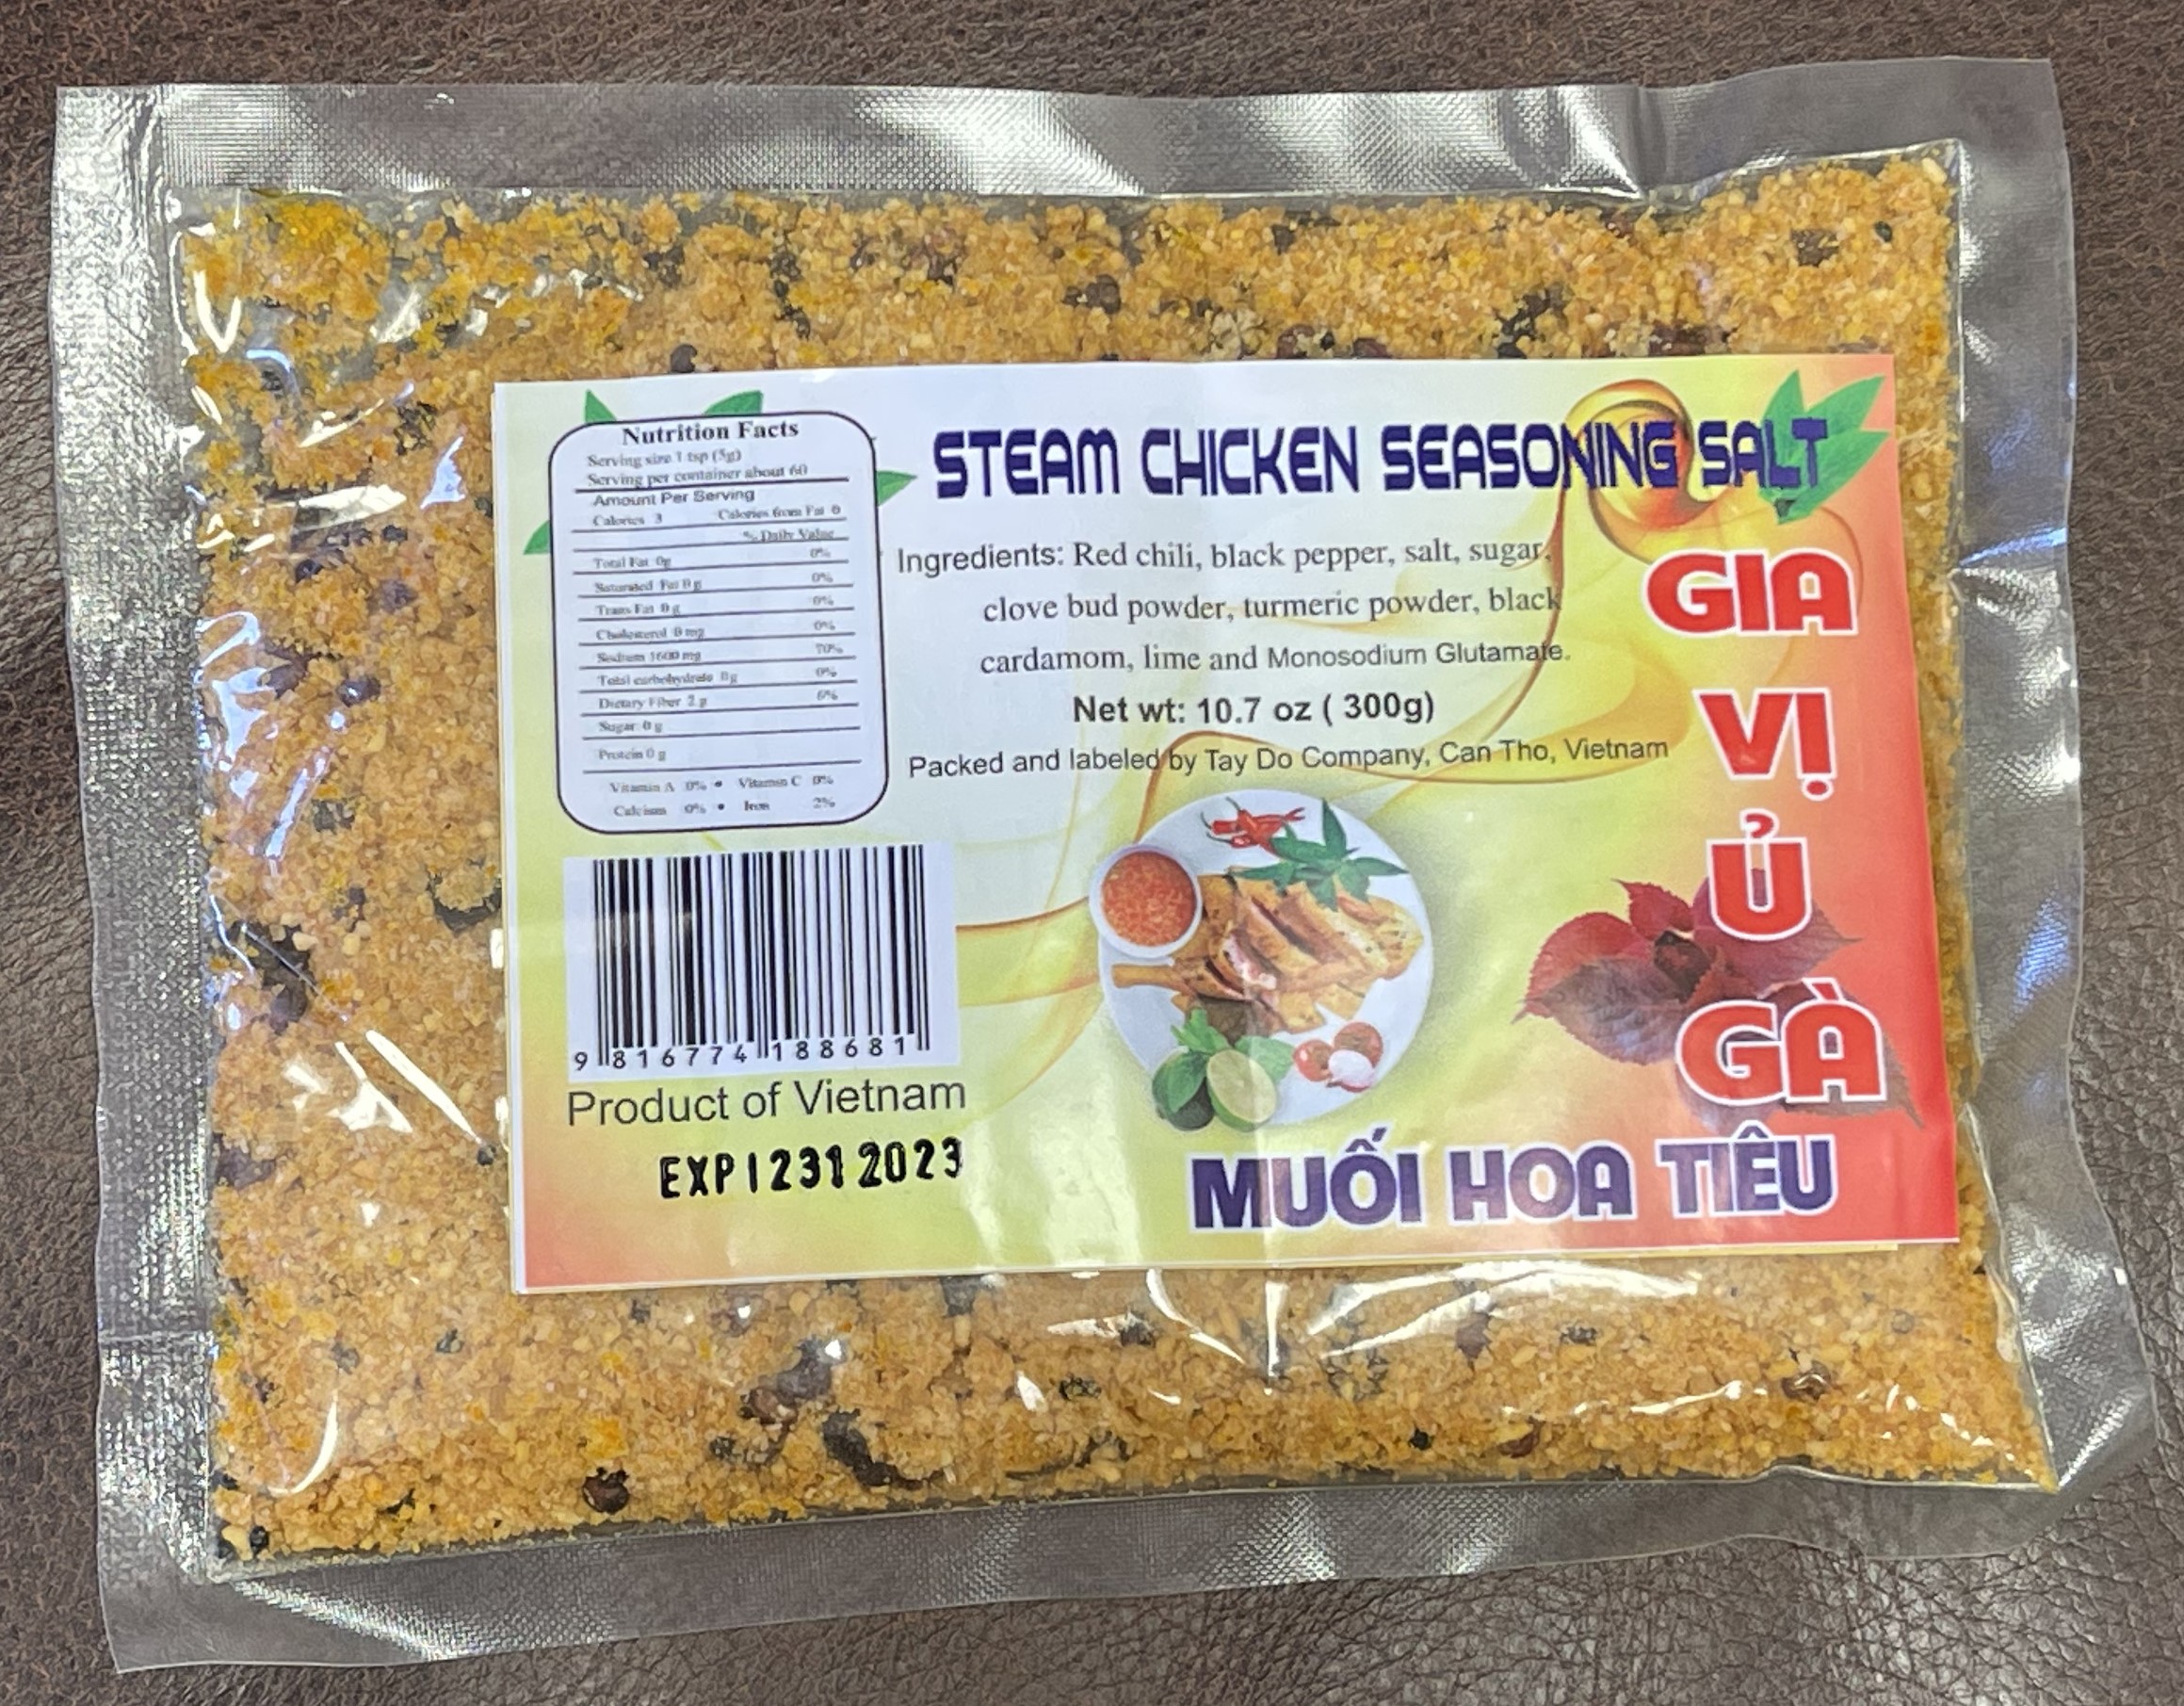 STEAM CHICKEN SEASONING SALT
Nutrition Facts
Serving size 1 tsp (5g)
Serving per container about 60
Amount Per Serving
Calories 3 Calories from Fat 0
% Daily Value
Total Fat 0g 0%
Saturated Fat 0 g 0%
Trans Fat 0 g 0%
Cholesterol 0 mg 0%
Sodium 1600 mg 70%
Total carbohydrate 0g 0%
Dietary Fiber 2 g 6%
Sugar 0 g
Protein 0 g
Vitamin A 0% • Vitamin C 0%
Calcium 0% • Iron 2%
Ingredients: Red chili, black pepper, salt, sugar,
clove bud powder, turmeric powder, black
cardamom, lime and Monosodium Glutamate.
Net wt: 10.7 oz ( 300g)
Packed and labeled by Tay Do Company, Can Tho, Vietnam
GIA
VỊ
Ủ
GÀ
9 816774 188681
Product of Vietnam
EXP 12312023
MUỐI HOA TIÊU